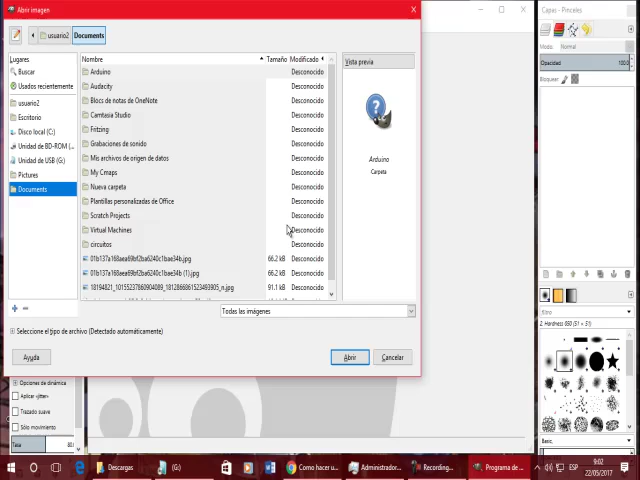 Abrir imagen
usuario2 Documents
Lugares
Buscar
Usados recientemente
usuario2
Escritorio
Disco local (C:)
Unidad de BD-ROM (...
Unidad de USB (G:)
Pictures
Documents
Nombre Tamaño Modificado
Arduino Desconocido
Audacity Desconocido
Blocs de notas de OneNote Desconocido
Camtasia Studio Desconocido
Fritzing Desconocido
Grabaciones de sonido Desconocido
Mis archivos de origen de datos Desconocido
My Cmaps Desconocido
Nueva carpeta Desconocido
Plantillas personalizadas de Office Desconocido
Scratch Projects Desconocido
Virtual Machines Desconocido
circuitos Desconocido
01b137a168aea69bf2ba6240c1bae34b.jpg 66.2 kB Desconocido
01b137a168aea69bf2ba6240c1bae34b (1).jpg 66.2 kB Desconocido
91.1 kB Desconocido
Vista previa
Arduino
Carpeta
Todas las imágenes
Seleccione el tipo de archivo (Detectado automáticamente)
Ayuda Abrir Cancelar
Opciones de dinámica
Aplicar «jitter»
Trazado suave
Sólo movimiento
Tasa 80.
Capas - Pinceles
Modo: Normal
Opacidad 100.0
Bloquear:
filtro
2. Hardness 050 (51 × 51)
Basic,
Descargas
(G:)
Como hacer u...
Administrador...
Recording...
Programa de ...
ESP
9:02
22/05/2017